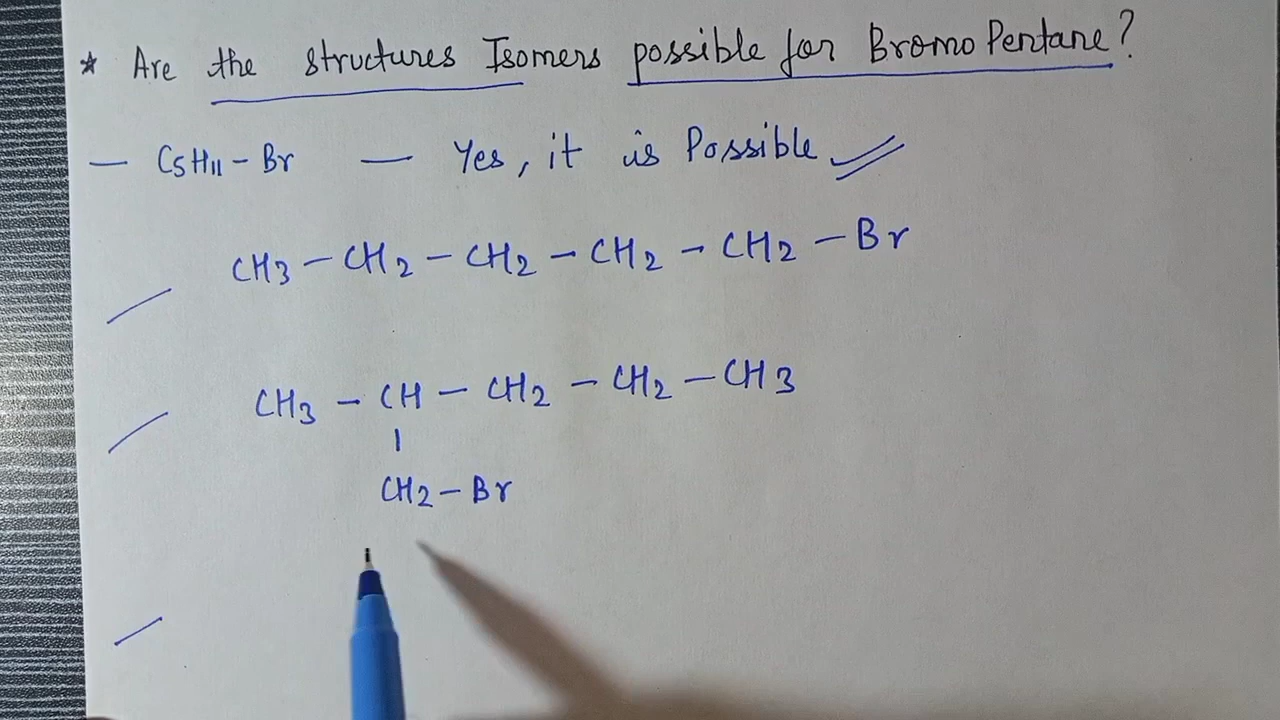 * Are the structures Isomers possible for Bromo Pentane?
— C5H11 – Br — Yes, it is Possible
CH3 – CH2 – CH2 – CH2 – CH2 – Br
CH3 – CH – CH2 – CH2 – CH3
|
CH2 – Br